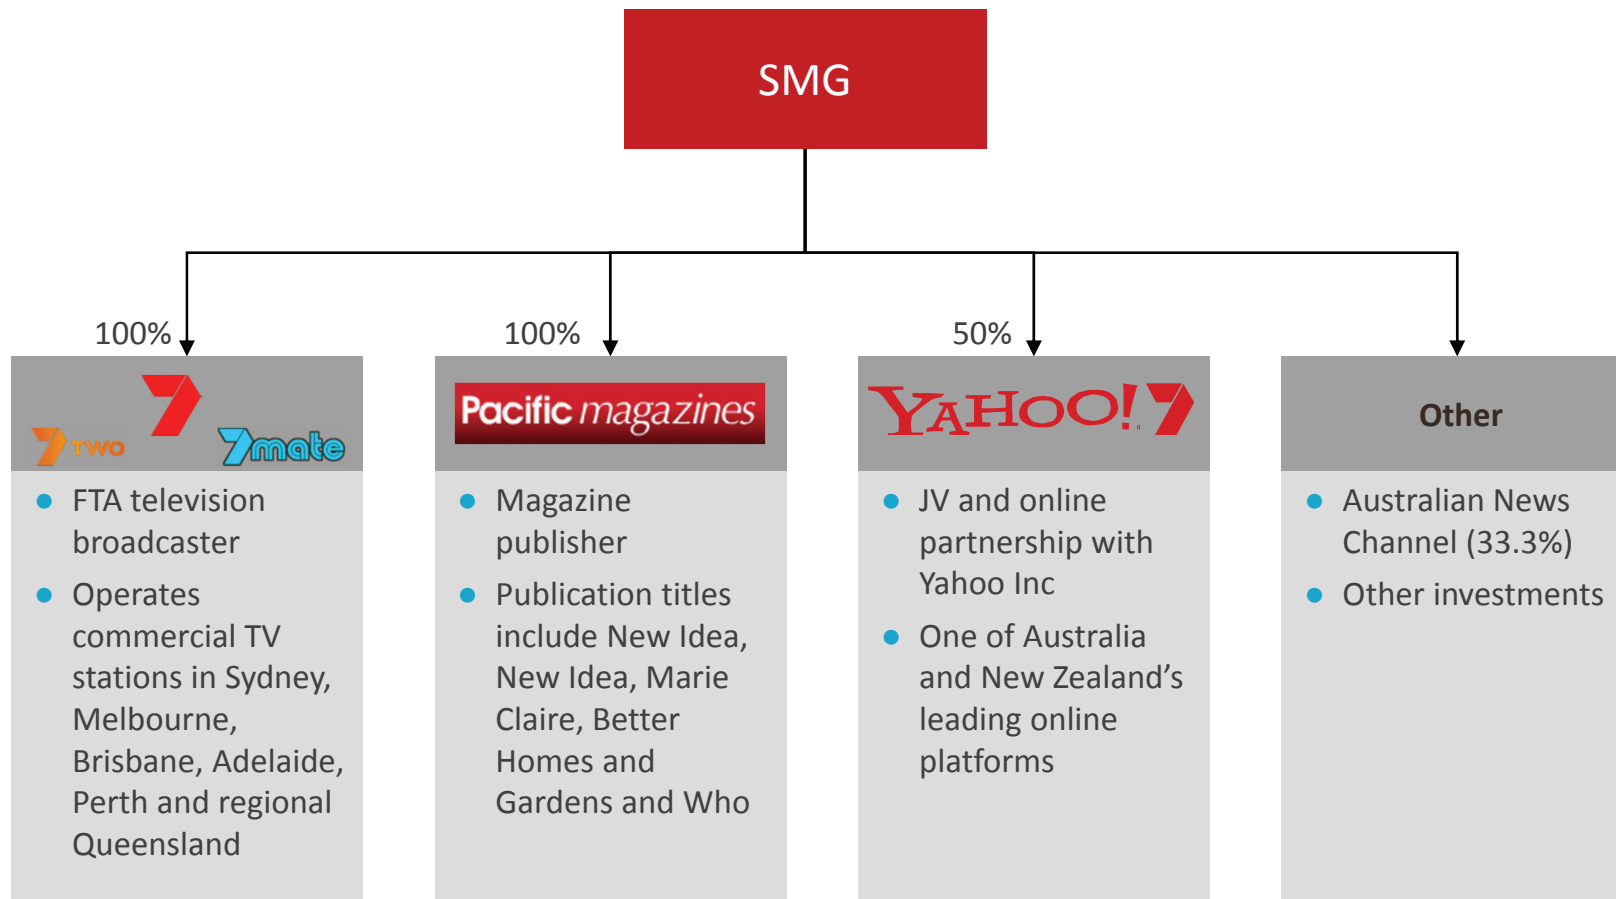 SMG
100%
100%
50%
7
7 TWO
7mate
Pacific magazines
YAHOO!7
Other
● FTA television
broadcaster
● Operates
commercial TV
stations in Sydney,
Melbourne,
Brisbane, Adelaide,
Perth and regional
Queensland
● Magazine
publisher
● Publication titles
include New Idea,
New Idea, Marie
Claire, Better
Homes and
Gardens and Who
● JV and online
partnership with
Yahoo Inc
● One of Australia
and New Zealand’s
leading online
platforms
● Australian News
Channel (33.3%)
● Other investments